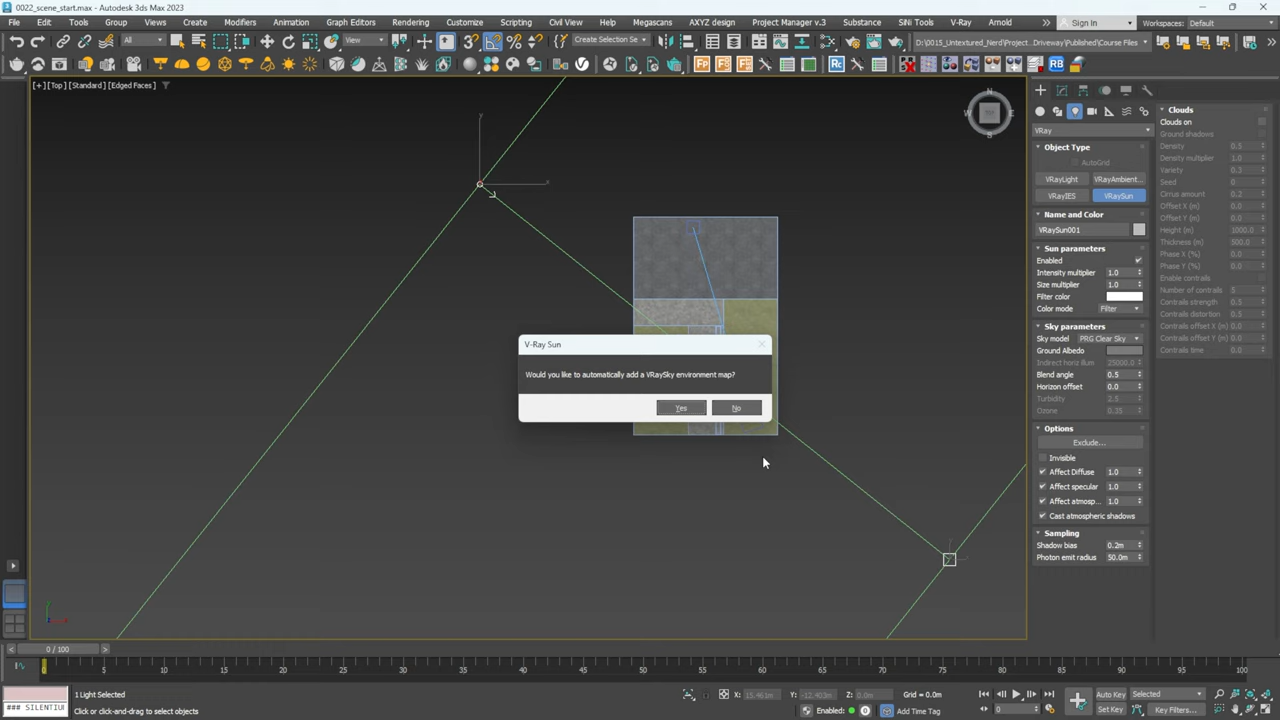 0022_scene_start.max - Autodesk 3ds Max 2023
File Edit Tools Group Views Create Modifiers Animation Graph Editors Rendering Customize Scripting Civil View Help Megascans AXYZ design Project Manager v.3 Substance SiNi Tools V-Ray Arnold » Sign In Workspaces: Default
All View Create Selection Se D:\0015_Untextured_Nerd\Project... Driveway\Published\Course Files
[+] [Top] [Standard] [Edged Faces]
N
W E
S
VRay
Object Type
AutoGrid
VRayLight VRayAmbient...
VRayIES VRaySun
Name and Color
VRaySun001
Sun parameters
Enabled
Intensity multiplier 1.0
Size multiplier 1.0
Filter color
Color mode Filter
Sky parameters
Sky model PRG Clear Sky
Ground Albedo
Indirect horiz illum 25000.0
Blend angle 0.5
Horizon offset 0.0
Turbidity 2.5
Ozone 0.35
Options
Exclude...
Invisible
Affect Diffuse 1.0
Affect specular 1.0
Affect atmosp... 1.0
Cast atmospheric shadows
Sampling
Shadow bias 0.2m
Photon emit radius 50.0m
Clouds
Clouds on
Ground shadows
Density 0.5
Density multiplier 1.0
Variety 0.3
Seed 0
Cirrus amount 0.2
Offset X (m) 0.0
Offset Y (m) 0.0
Height (m) 1000.0
Thickness (m) 500.0
Phase X (%) 0.0
Phase Y (%) 0.0
Enable contrails
Number of contrails 5
Contrails strength 0.5
Contrails distortion 0.5
Contrails offset X (m) 0.0
Contrails offset Y (m) 0.0
Contrails time 0.0
V-Ray Sun
Would you like to automatically add a VRaySky environment map?
Yes No
y
x
0 / 100
0 5 10 15 20 25 30 35 40 45 50 55 60 65 70 75 80 85 90 95 100
### SILENTIU
1 Light Selected
Click or click-and-drag to select objects
X: 15.461m Y: -12.403m Z: 0.0m Grid = 0.0m
Enabled: Add Time Tag
0
Auto Key Selected
Set Key Key Filters...